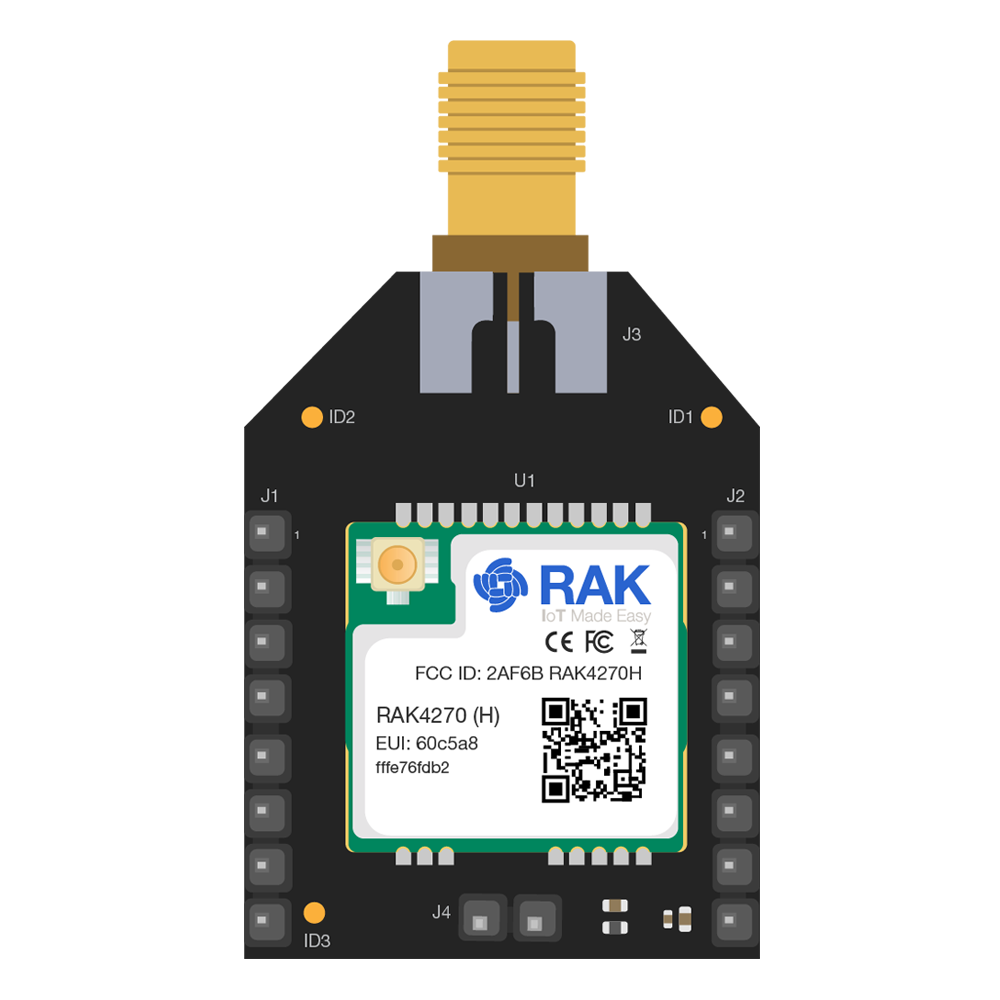 J3
ID2
ID1
U1
J1
J2
1
1
RAK
IoT Made Easy
CE FC
FCC ID: 2AF6B RAK4270H
RAK4270 (H)
EUI: 60c5a8
fffe76fdb2
J4
ID3